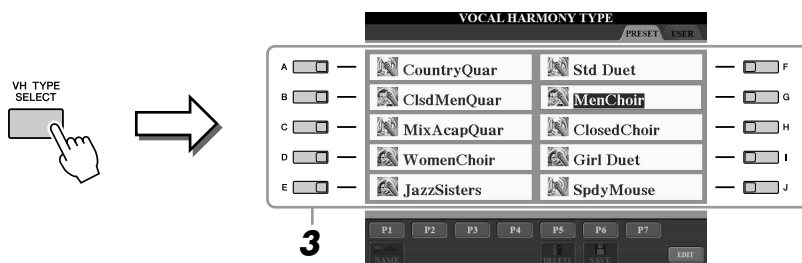 VOCAL HARMONY TYPE
PRESET USER
VH TYPE
SELECT
A CountryQuar Std Duet F
B ClsdMenQuar MenChoir G
C MixAcapQuar ClosedChoir H
D WomenChoir Girl Duet I
E JazzSisters SpdyMouse J
3
P1 P2 P3 P4 P5 P6 P7
NAME DELETE SAVE EDIT